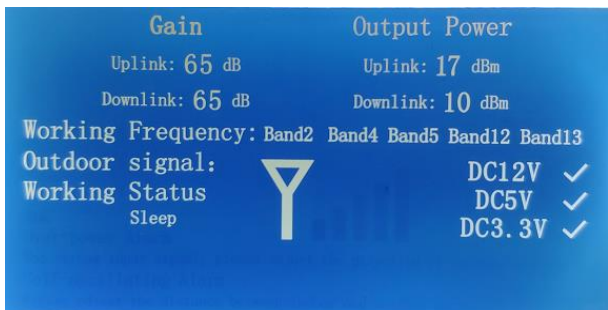 Gain
Output Power
Uplink: 65 dB
Uplink: 17 dBm
Downlink: 65 dB
Downlink: 10 dBm
Working Frequency: Band2 Band4 Band5 Band12 Band13
Outdoor signal:
DC12V ✓
Working Status
DC5V ✓
Sleep
DC3.3V ✓